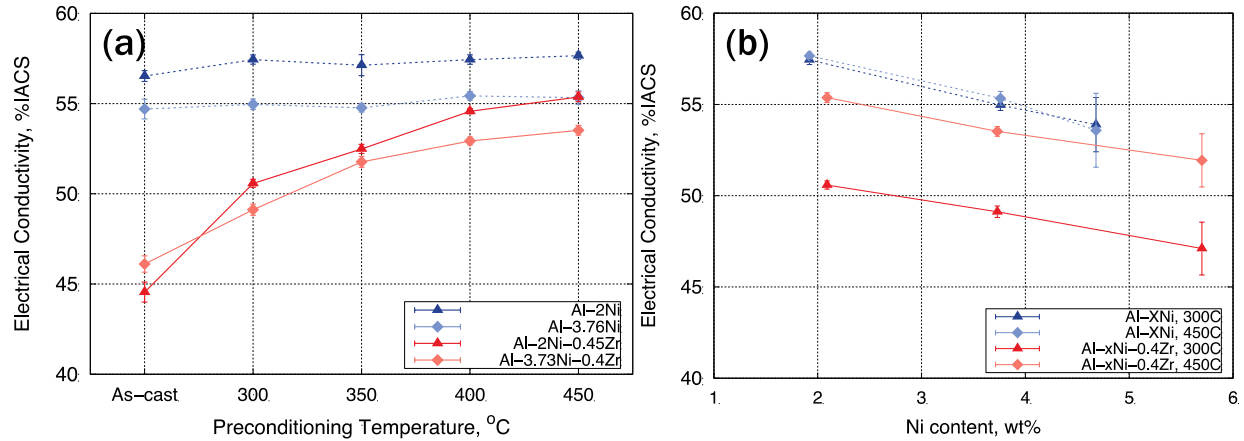 (a)
Electrical Conductivity, %IACS
60.
55.
50.
45.
40.
As-cast 300. 350. 400. 450.
Preconditioning Temperature, °C
Al-2Ni
Al-3.76Ni
Al-2Ni-0.45Zr
Al-3.73Ni-0.4Zr
(b)
Electrical Conductivity, %IACS
60.
55.
50.
45.
40.
1. 2. 3. 4. 5. 6.
Ni content, wt%
Al-XNi, 300C
Al-XNi, 450C
Al-xNi-0.4Zr, 300C
Al-xNi-0.4Zr, 450C